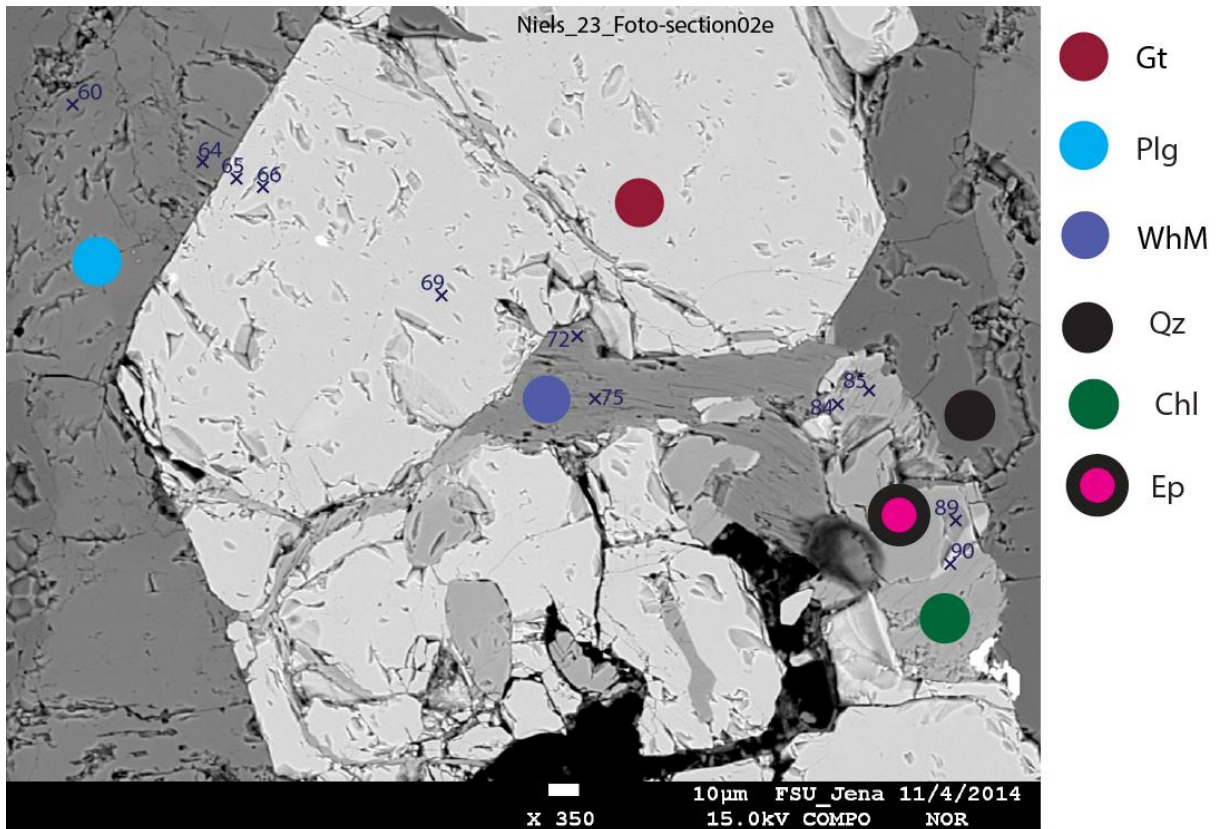 Niels_23_Foto-section02e
60
64
65
66
69
72
75
84
85
89
90
Gt
Plg
WhM
Qz
Chl
Ep
10µm FSU_Jena 11/4/2014
X 350 15.0kV COMPO NOR